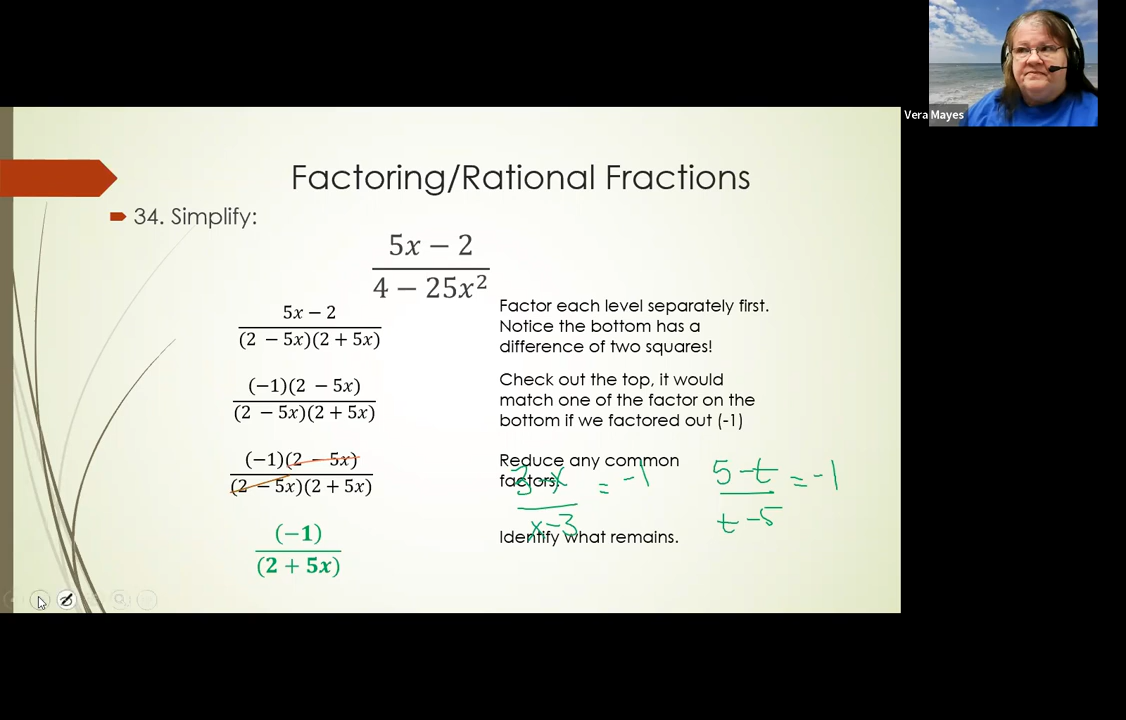 Vera Mayes
Factoring/Rational Fractions
34. Simplify:
5x − 2
4 − 25x²
5x − 2
(2 − 5x)(2 + 5x)
Factor each level separately first.
Notice the bottom has a
difference of two squares!
(−1)(2 − 5x)
(2 − 5x)(2 + 5x)
Check out the top, it would
match one of the factor on the
bottom if we factored out (-1)
(−1)(2 − 5x)
(2 − 5x)(2 + 5x)
Reduce any common
factors.
3-x
x-3
= -1
5-t
t-5
= -1
(−1)
(2 + 5x)
Identify what remains.